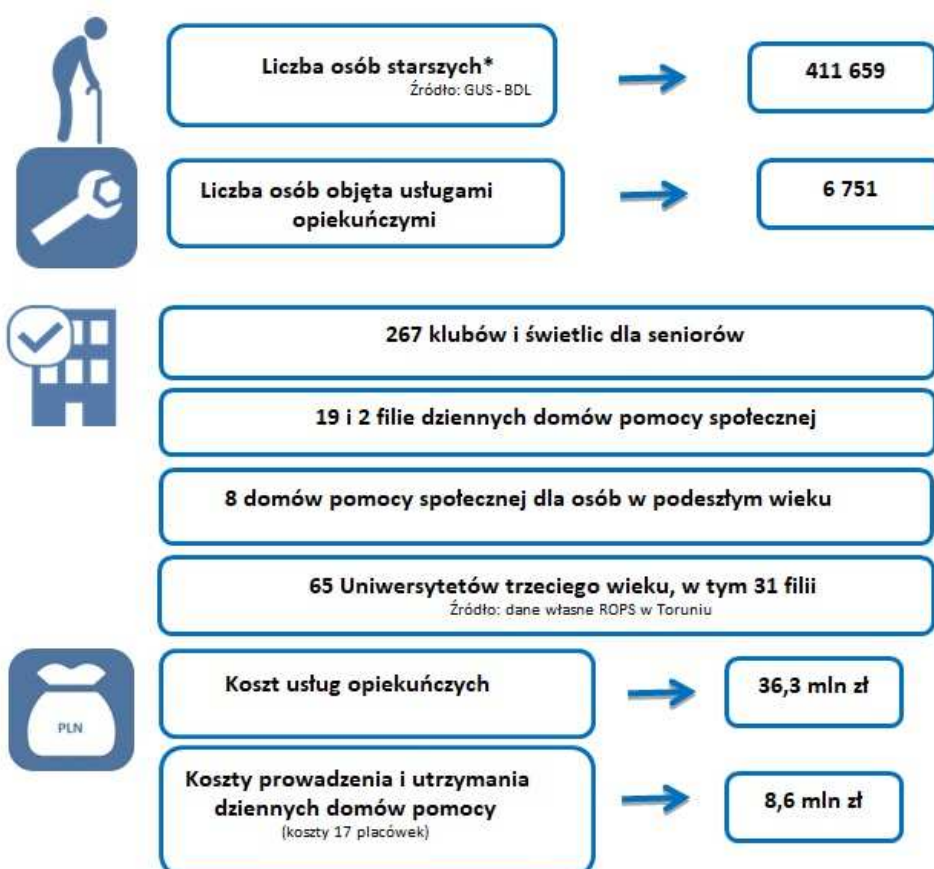 Liczba osób starszych*
Źródło: GUS - BDL
411 659
Liczba osób objęta usługami
opiekuńczymi
6 751
267 klubów i świetlic dla seniorów
19 i 2 filie dziennych domów pomocy społecznej
8 domów pomocy społecznej dla osób w podeszłym wieku
65 Uniwersytetów trzeciego wieku, w tym 31 filii
Źródło: dane własne ROPS w Toruniu
Koszt usług opiekuńczych
36,3 mln zł
PLN
Koszty prowadzenia i utrzymania
dziennych domów pomocy
(koszty 17 placówek)
8,6 mln zł